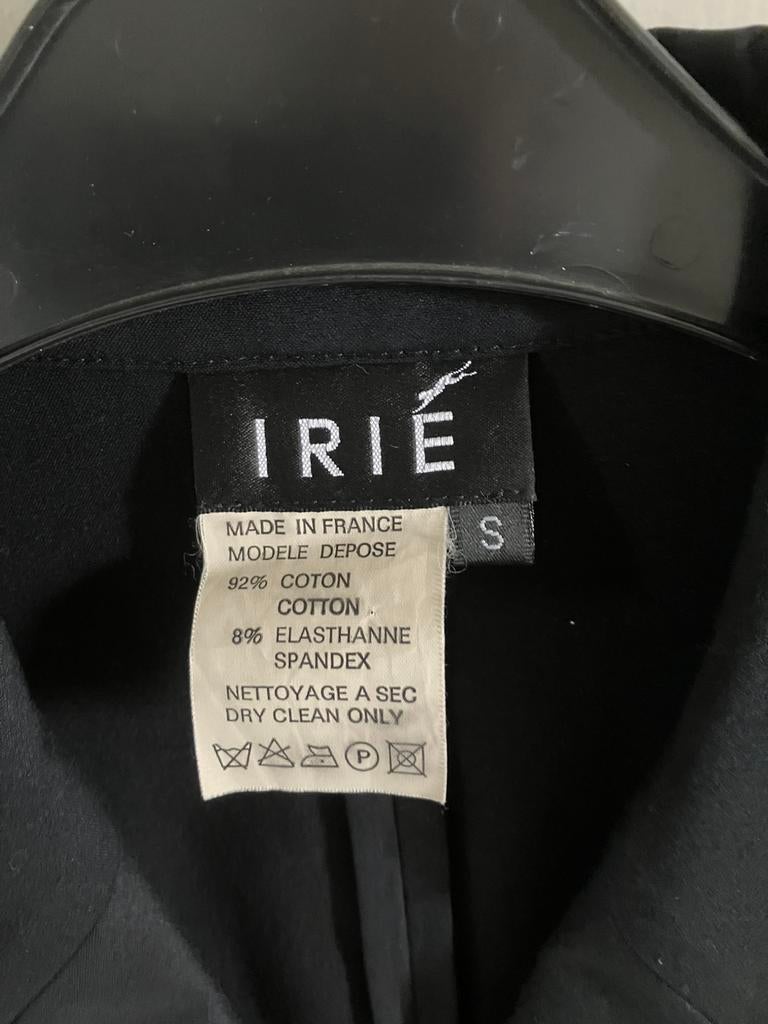 IRIÉ
S
MADE IN FRANCE
MODELE DEPOSE
92% COTON
COTTON
8% ELASTHANNE
SPANDEX
NETTOYAGE A SEC
DRY CLEAN ONLY
P